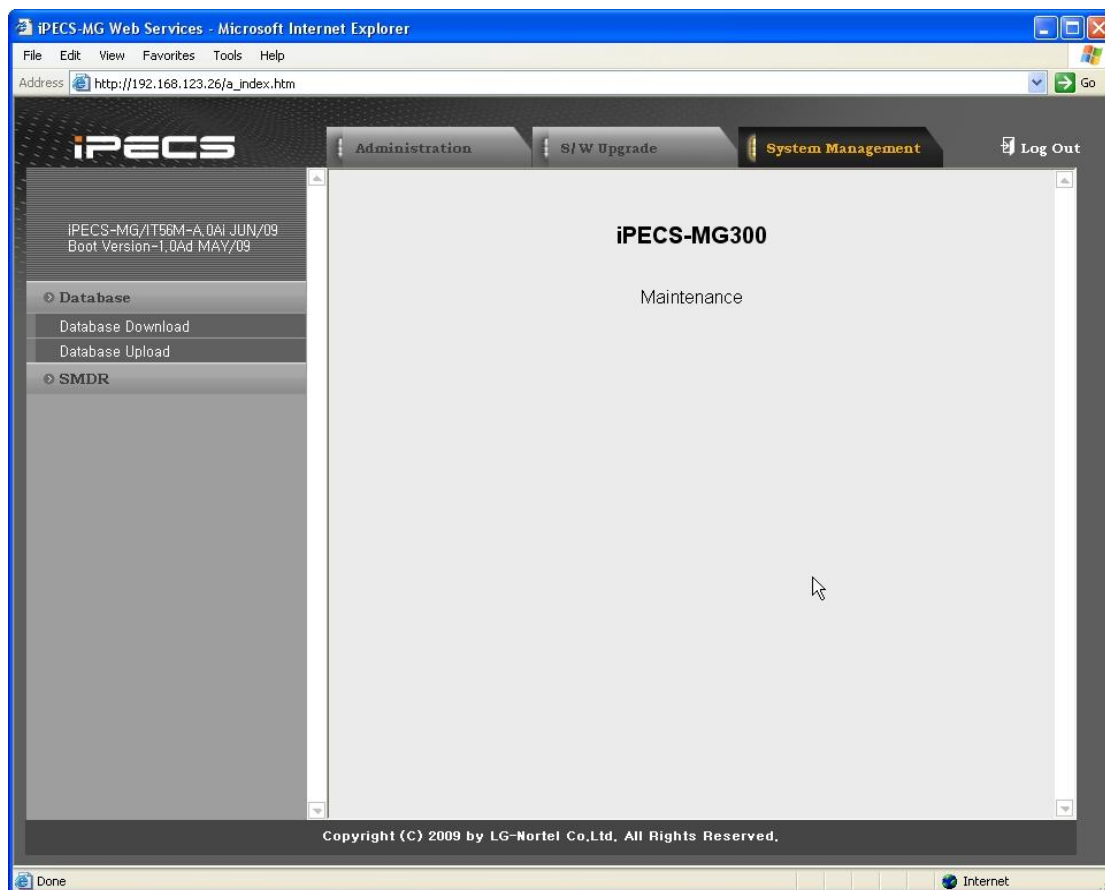 iPECS-MG Web Services - Microsoft Internet Explorer
File Edit View Favorites Tools Help
Address http://192.168.123.26/a_index.htm Go
iPECS Administration S/W Upgrade System Management Log Out
iPECS-MG/IT56M-A,0Ai JUN/09
Boot Version-1,0Ad MAY/09
iPECS-MG300
Maintenance
Database
Database Download
Database Upload
SMDR
Copyright (C) 2009 by LG-Nortel Co,Ltd, All Rights Reserved,
Done Internet